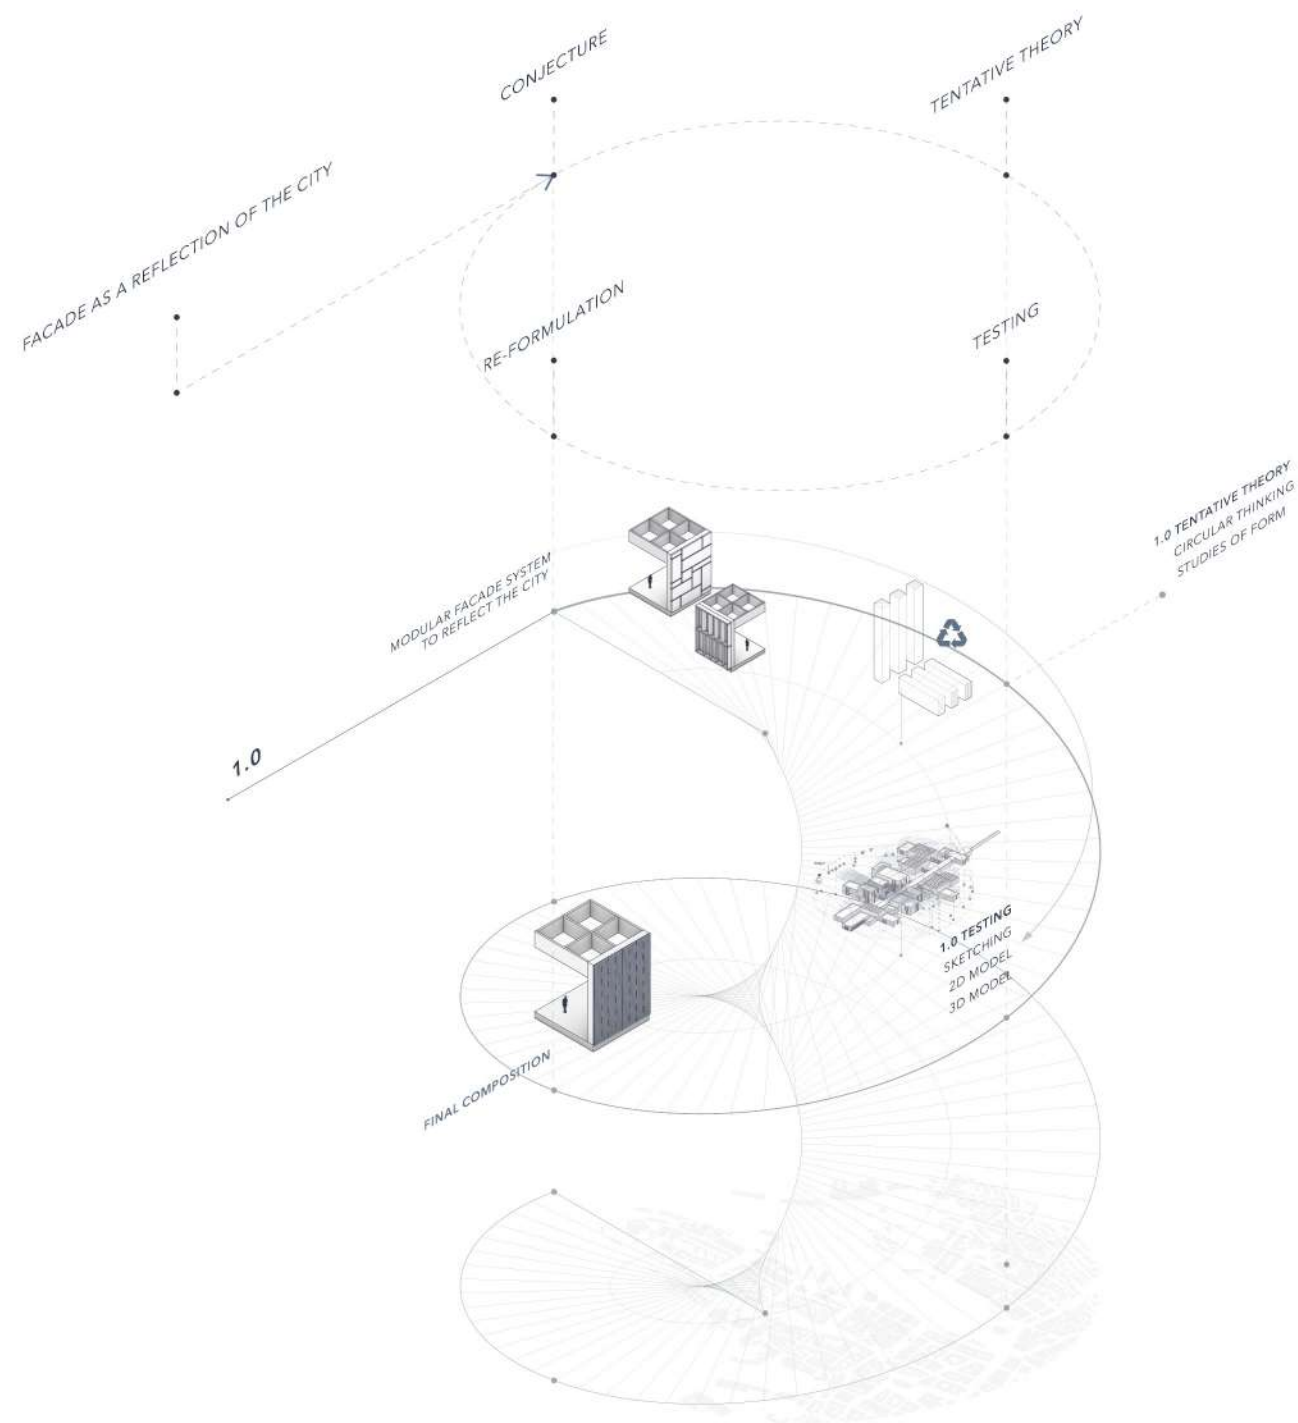 CONJECTURE
TENTATIVE THEORY
FACADE AS A REFLECTION OF THE CITY
RE-FORMULATION
TESTING
1.0 TENTATIVE THEORY
CIRCULAR THINKING
STUDIES OF FORM
MODULAR FACADE SYSTEM
TO REFLECT THE CITY
1.0
1.0 TESTING
SKETCHING
2D MODEL
3D MODEL
FINAL COMPOSITION